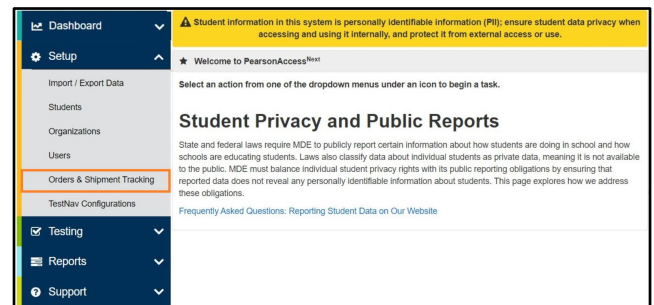 Dashboard
Setup
Import / Export Data
Students
Organizations
Users
Orders & Shipment Tracking
TestNav Configurations
Testing
Reports
Support
Student information in this system is personally identifiable information (PII); ensure student data privacy when
accessing and using it internally, and protect it from external access or use.
Welcome to PearsonAccessNext
Select an action from one of the dropdown menus under an icon to begin a task.
Student Privacy and Public Reports
State and federal laws require MDE to publicly report certain information about how students are doing in school and how
schools are educating students. Laws also classify data about individual students as private data, meaning it is not available
to the public. MDE must balance individual student privacy rights with its public reporting obligations by ensuring that
reported data does not reveal any personally identifiable information about students. This page explores how we address
these obligations.
Frequently Asked Questions: Reporting Student Data on Our Website